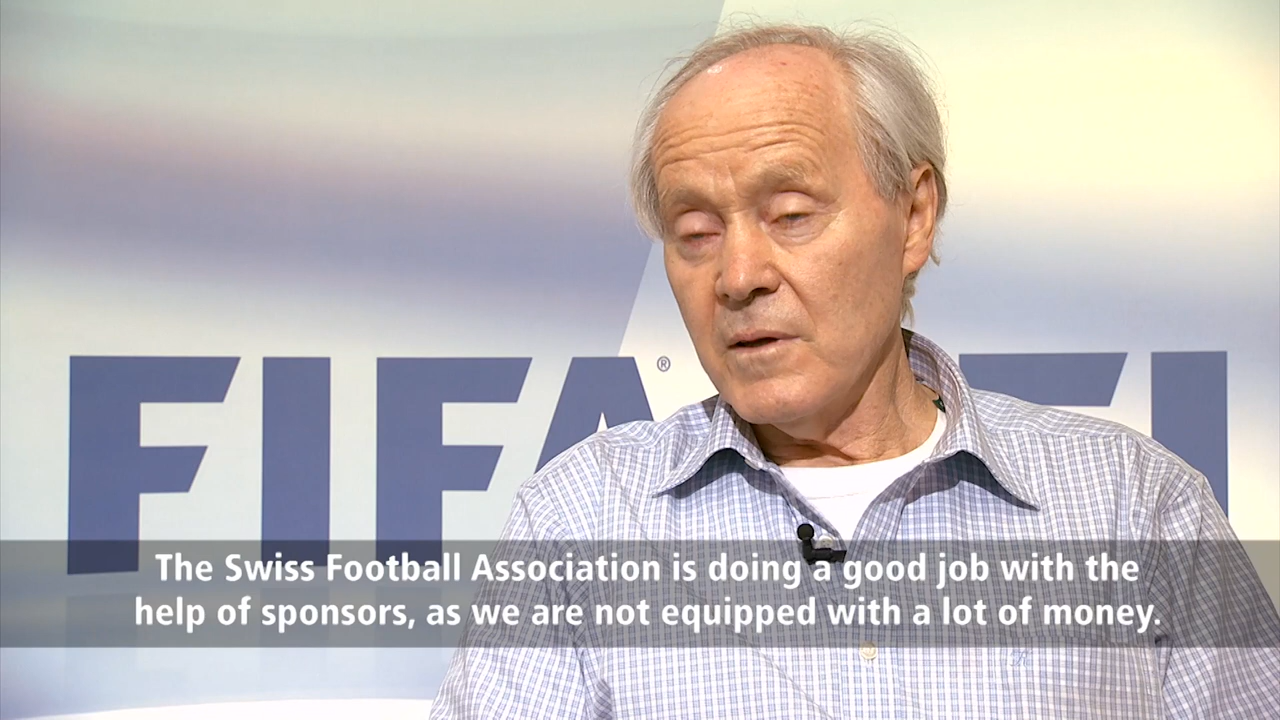 FIFA®
The Swiss Football Association is doing a good job with the
help of sponsors, as we are not equipped with a lot of money.